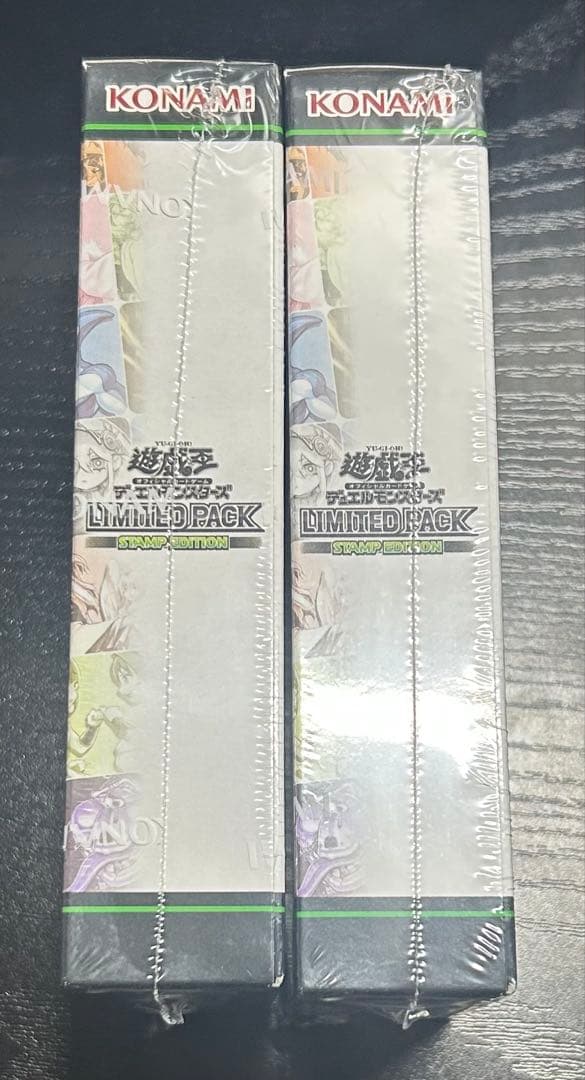 KONAMI
YU-GI-OH!
遊戯王
オフィシャルカードゲーム
デュエルモンスターズ
LIMITED PACK
STAMP EDITION
KONAMI
YU-GI-OH!
遊戯王
オフィシャルカードゲーム
デュエルモンスターズ
LIMITED PACK
STAMP EDITION